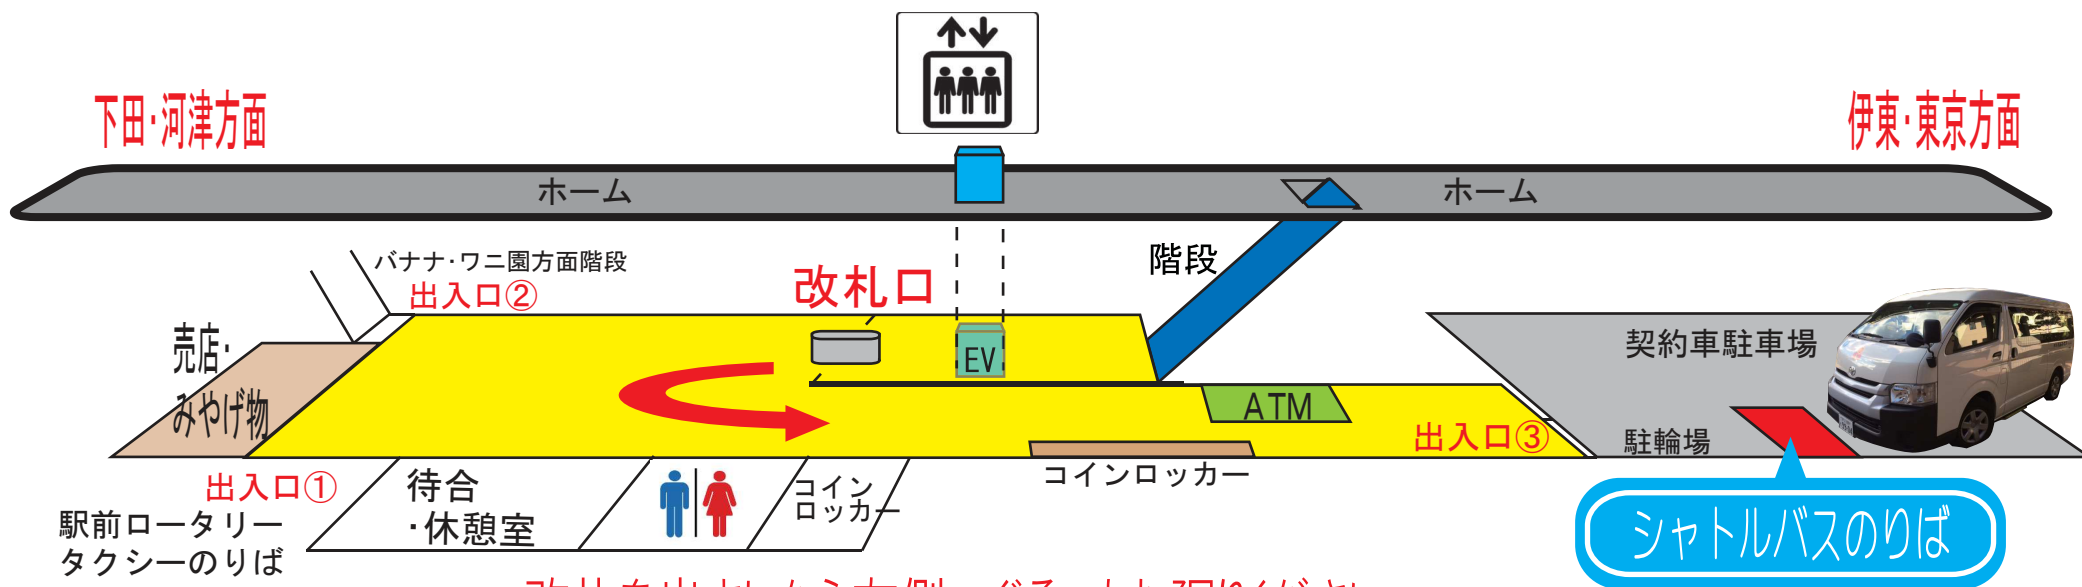 下田・河津方面
伊東・東京方面
ホーム
ホーム
バナナ・ワニ園方面階段
出入口②
改札口
階段
売店・
みやげ物
EV
ATM
契約車駐車場
駐輪場
出入口③
コインロッカー
出入口①
駅前ロータリー
タクシーのりば
待合
・休憩室
コイン
ロッカー
シャトルバスのりば